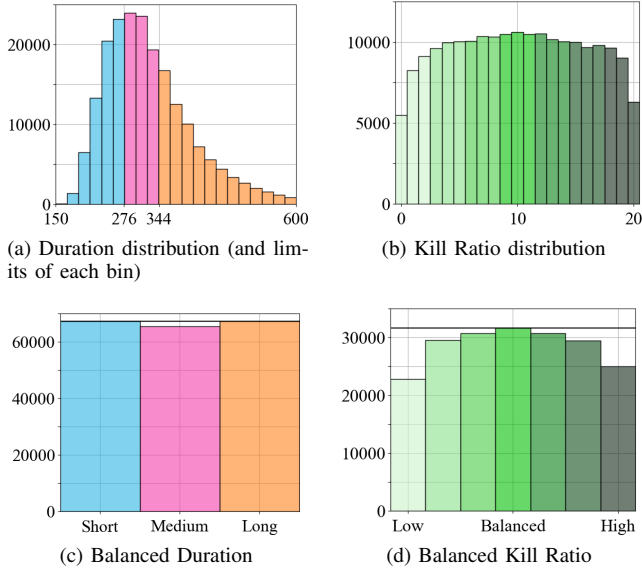 20000
10000
0
150
276
344
600
(a) Duration distribution (and lim-
its of each bin)
10000
5000
0
0
10
20
(b) Kill Ratio distribution
60000
40000
20000
0
Short
Medium
Long
(c) Balanced Duration
30000
20000
10000
0
Low
Balanced
High
(d) Balanced Kill Ratio